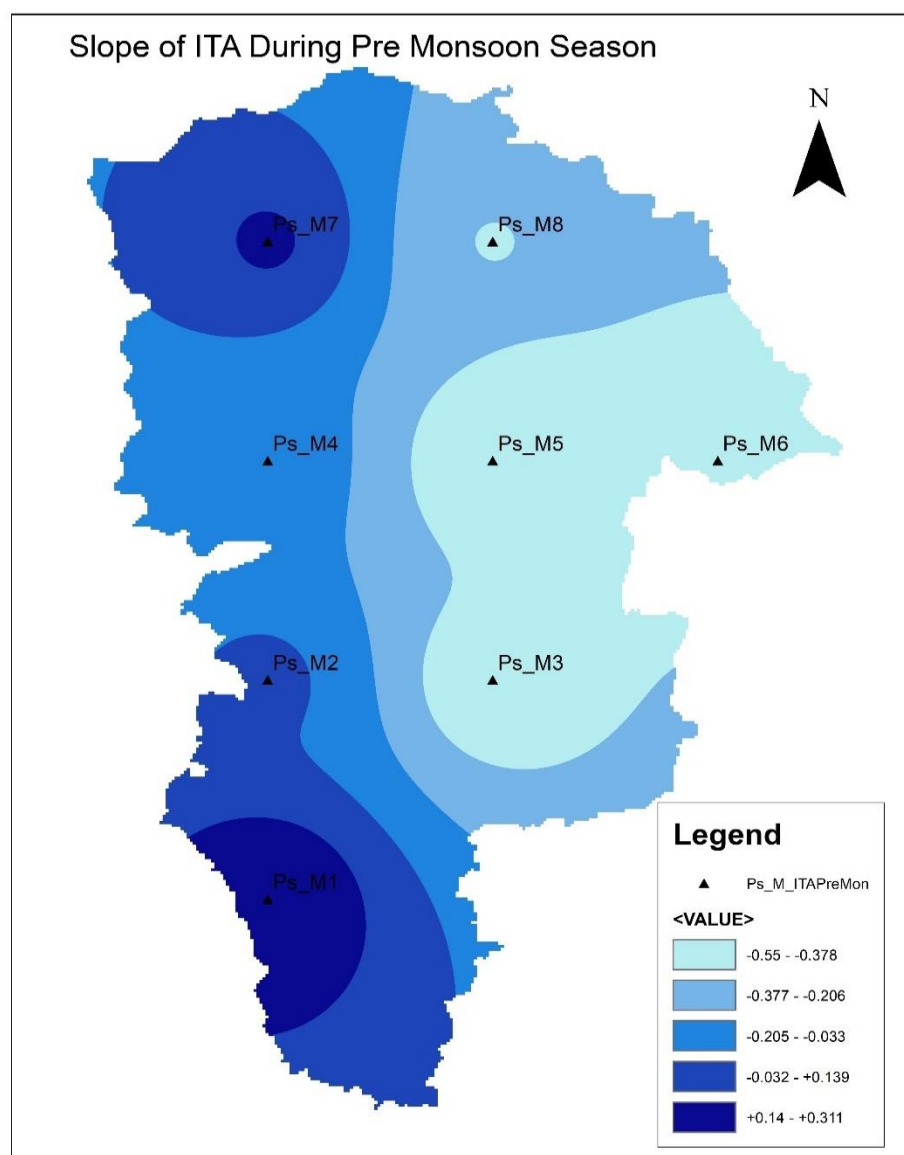 Slope of ITA During Pre Monsoon Season
N
Ps_M7
Ps_M8
Ps_M4
Ps_M5
Ps_M6
Ps_M2
Ps_M3
Ps_M1
Legend
Ps_M_ITAPreMon
<VALUE>
-0.55 - -0.378
-0.377 - -0.206
-0.205 - -0.033
-0.032 - +0.139
+0.14 - +0.311